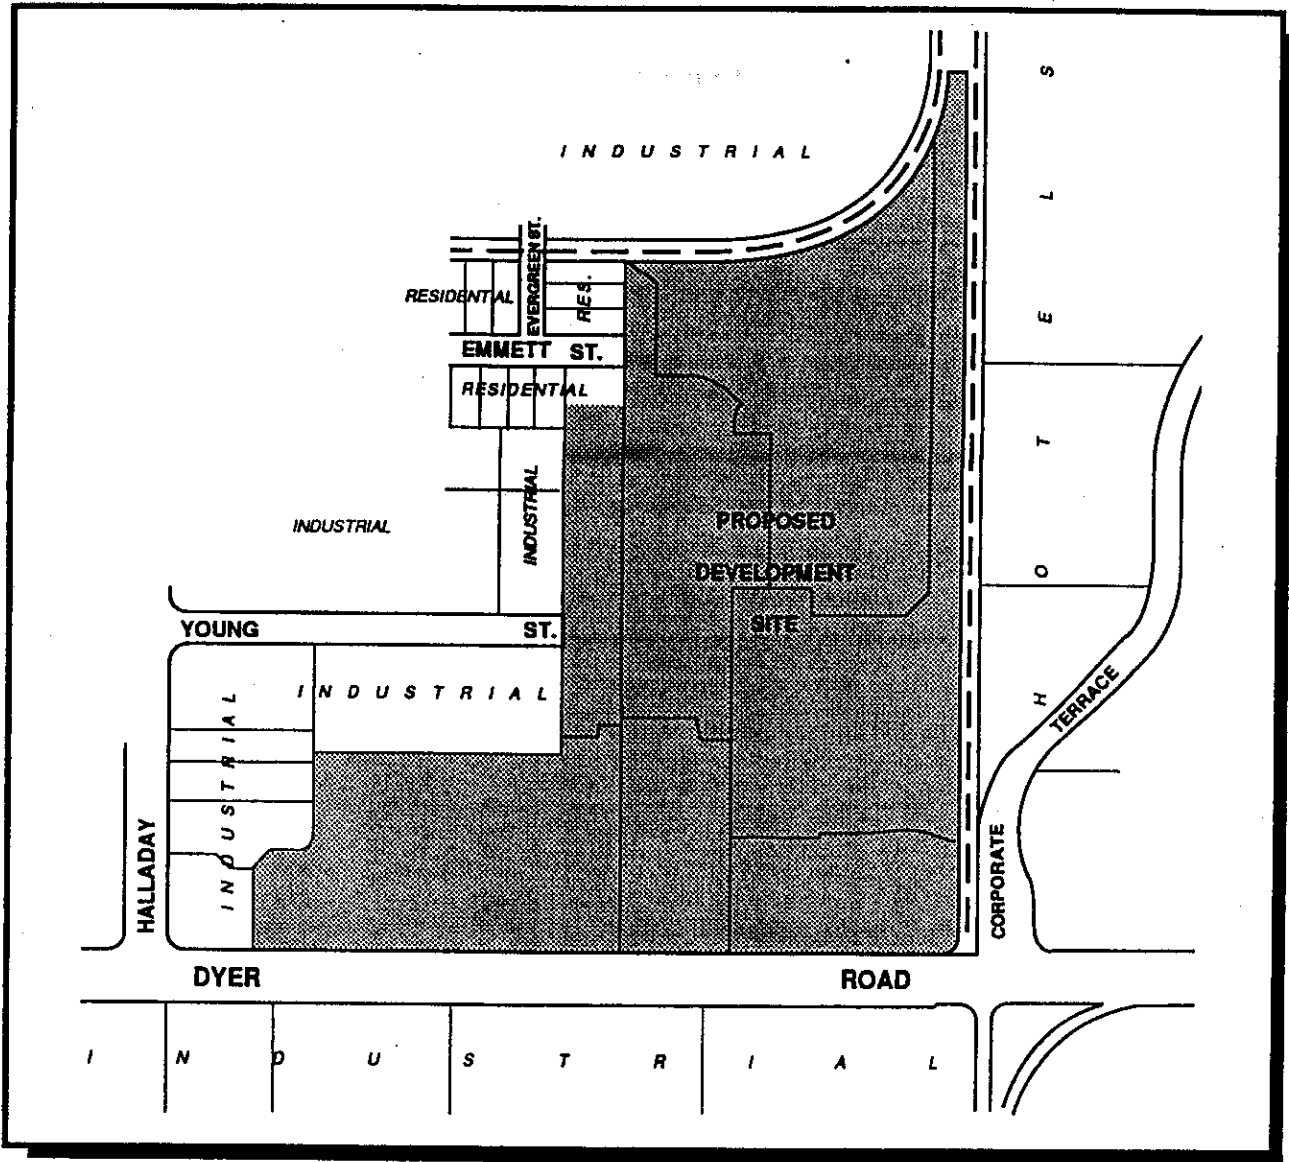 INDUSTRIAL
HOTELS
EVERGREEN ST.
RESIDENTIAL
RES.
EMMETT ST.
RESIDENTIAL
INDUSTRIAL
INDUSTRIAL
PROPOSED
DEVELOPMENT
SITE
YOUNG ST.
INDUSTRIAL
INDUSTRIAL
TERRACE
CORPORATE
HALLADAY
DYER ROAD
INDUSTRIAL